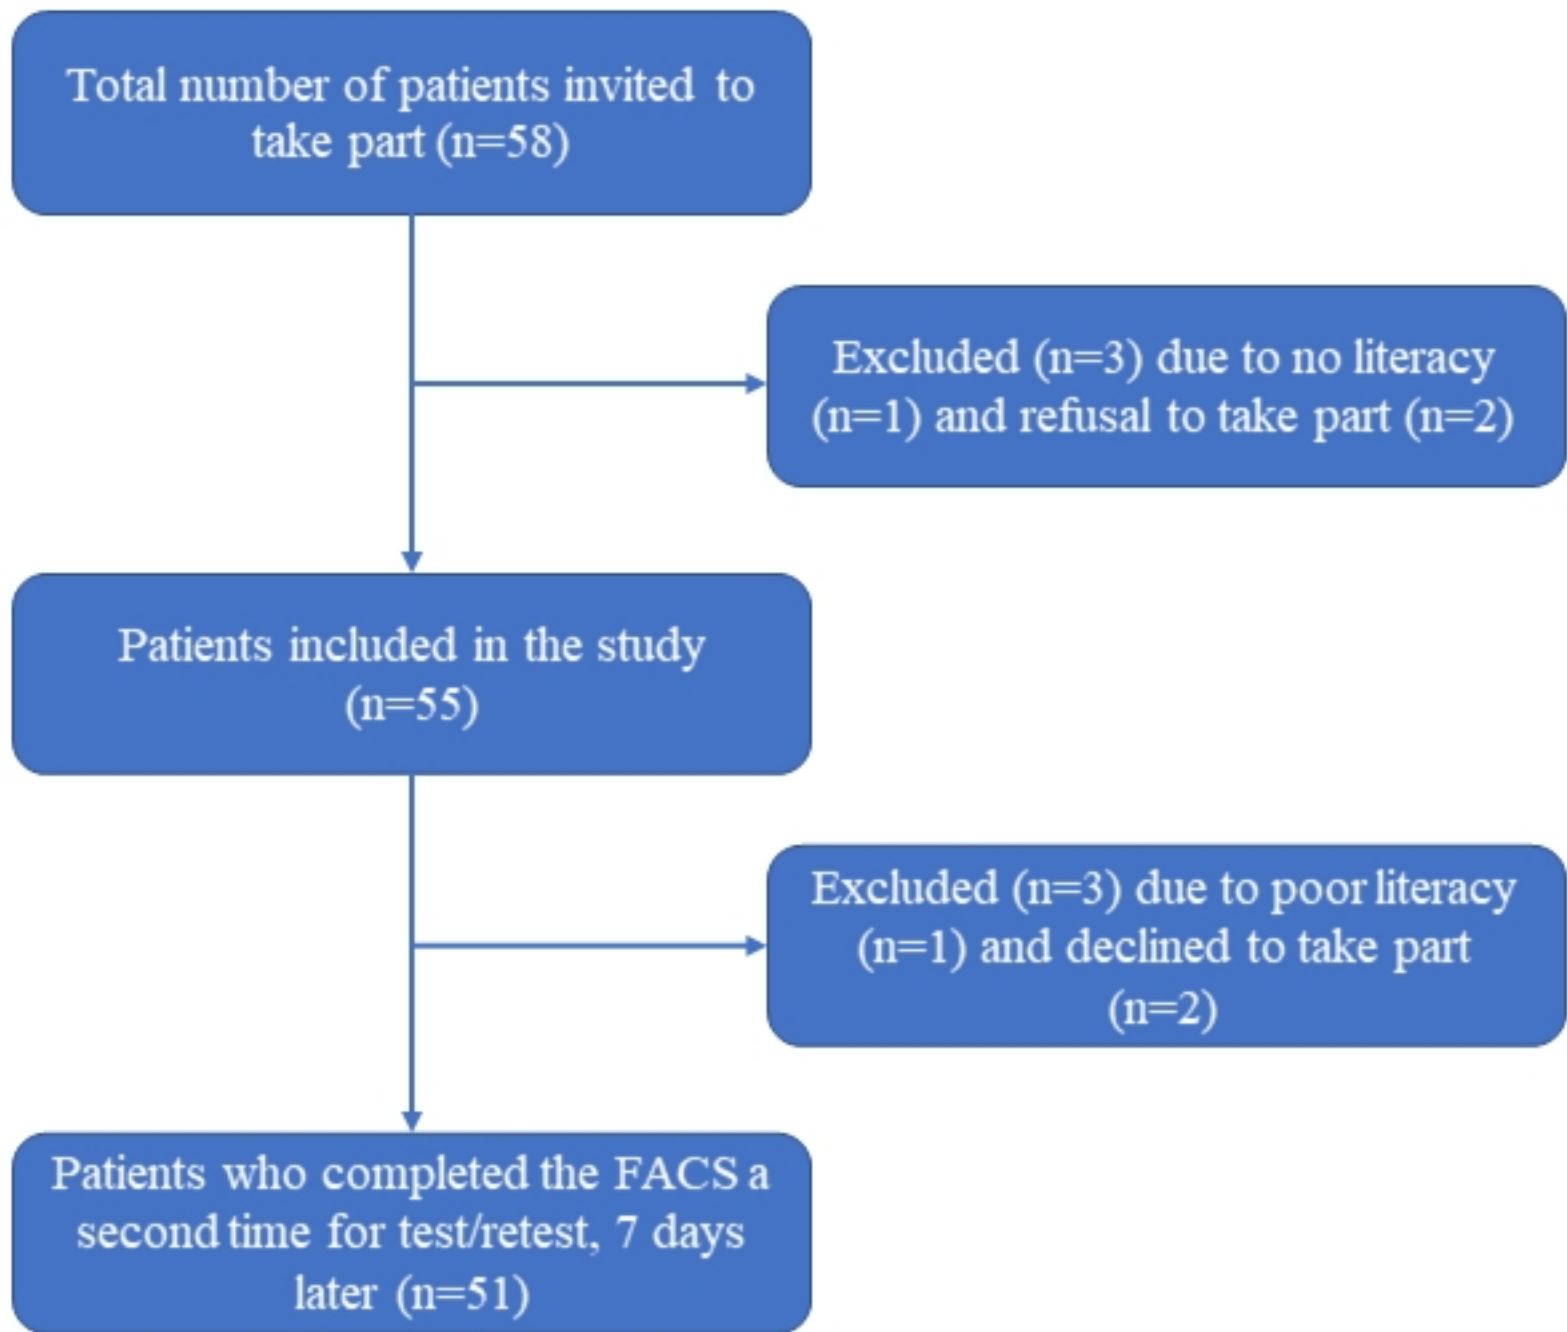 Total number of patients invited to
take part (n=58)
Excluded (n=3) due to no literacy
(n=1) and refusal to take part (n=2)
Patients included in the study
(n=55)
Excluded (n=3) due to poor literacy
(n=1) and declined to take part
(n=2)
Patients who completed the FACS a
second time for test/retest, 7 days
later (n=51)